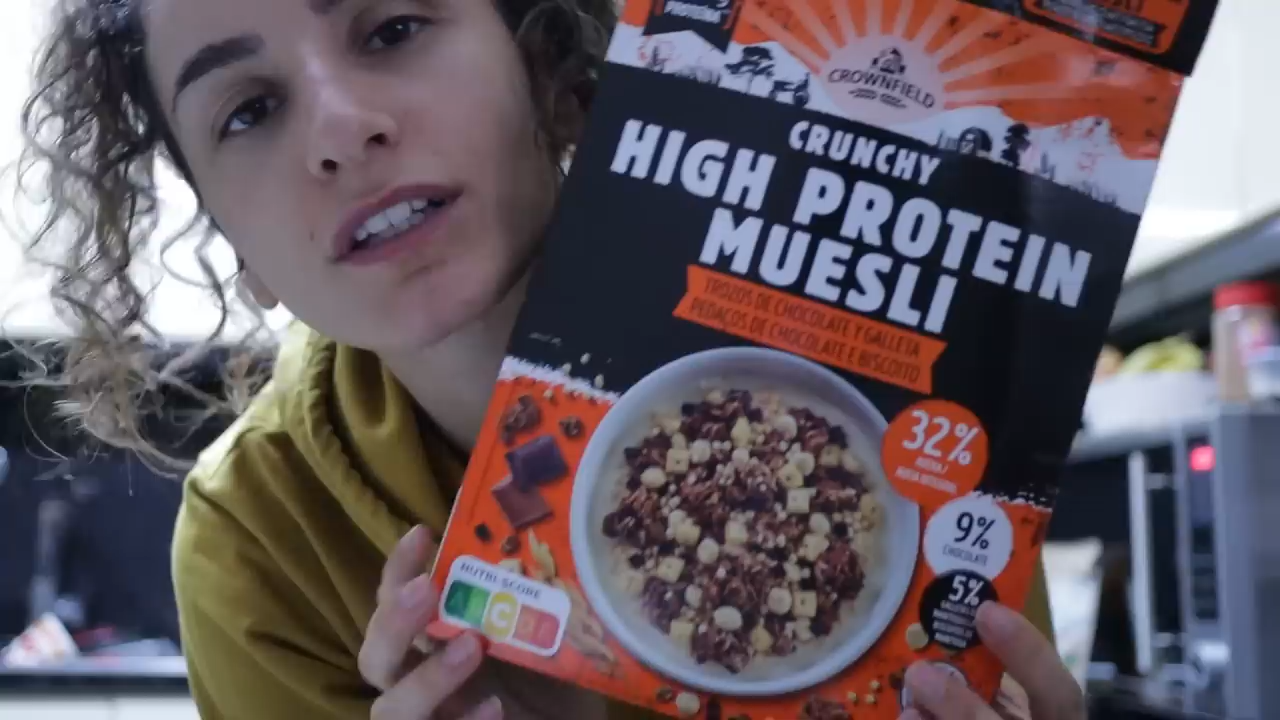 PROTEINS
CROWNFIELD
CRUNCHY
HIGH PROTEIN
MUESLI
TROZOS DE CHOCOLATE Y GALLETA
PEDAÇOS DE CHOCOLATE E BISCOITO
32%
9%
CHOCOLATE
5%
NUTRI-SCORE
C